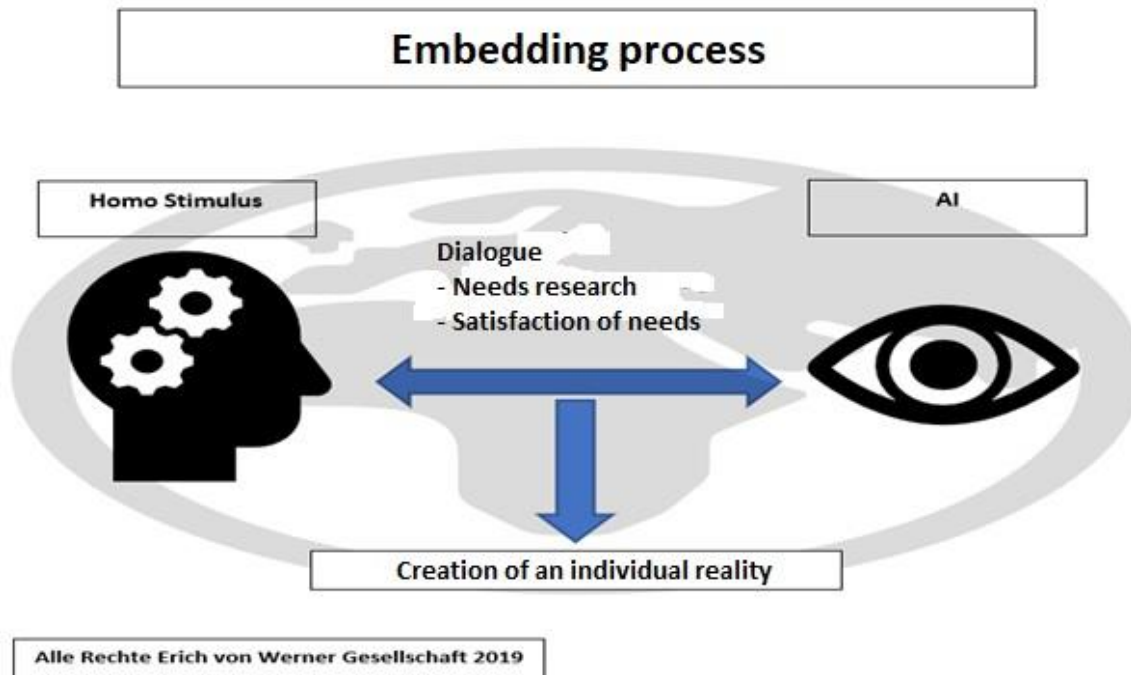 Embedding process
Homo Stimulus
AI
Dialogue
- Needs research
- Satisfaction of needs
Creation of an individual reality
Alle Rechte Erich von Werner Gesellschaft 2019